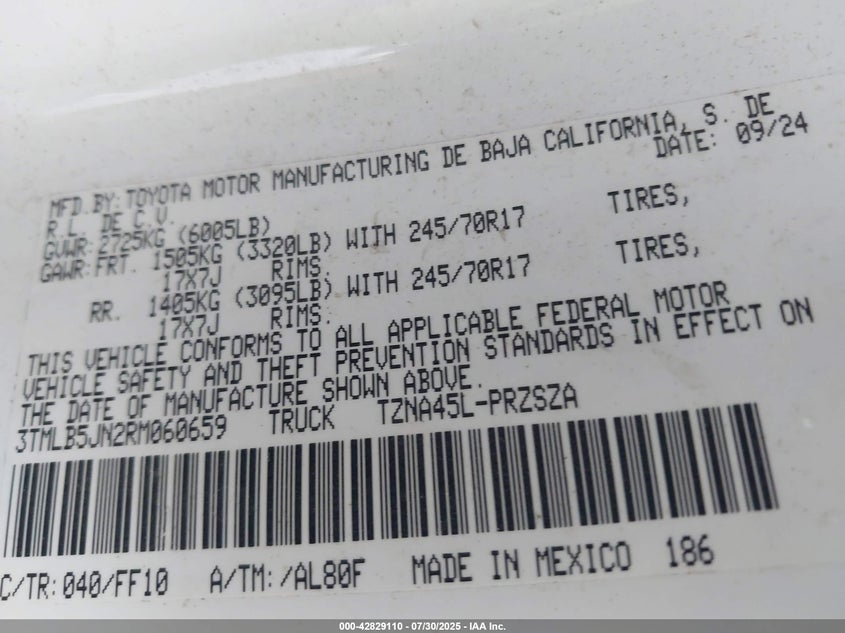 MFD.BY:TOYOTA MOTOR MANUFACTURING DE BAJA CALIFORNIA, S. DE
R.L. DE C.V. DATE: 09/24
GVWR:2725KG (6005LB)
GAWR:FRT. 1505KG (3320LB) WITH 245/70R17 TIRES,
17X7J RIMS.
RR. 1405KG (3095LB) WITH 245/70R17 TIRES,
17X7J RIMS.
THIS VEHICLE CONFORMS TO ALL APPLICABLE FEDERAL MOTOR
VEHICLE SAFETY AND THEFT PREVENTION STANDARDS IN EFFECT ON
THE DATE OF MANUFACTURE SHOWN ABOVE.
3TMLB5JN2RM060659 TRUCK TZNA45L-PRZSZA
C/TR:040/FF10 A/TM:/AL80F MADE IN MEXICO 186
000-42829110 - 07/30/2025 - IAA Inc.